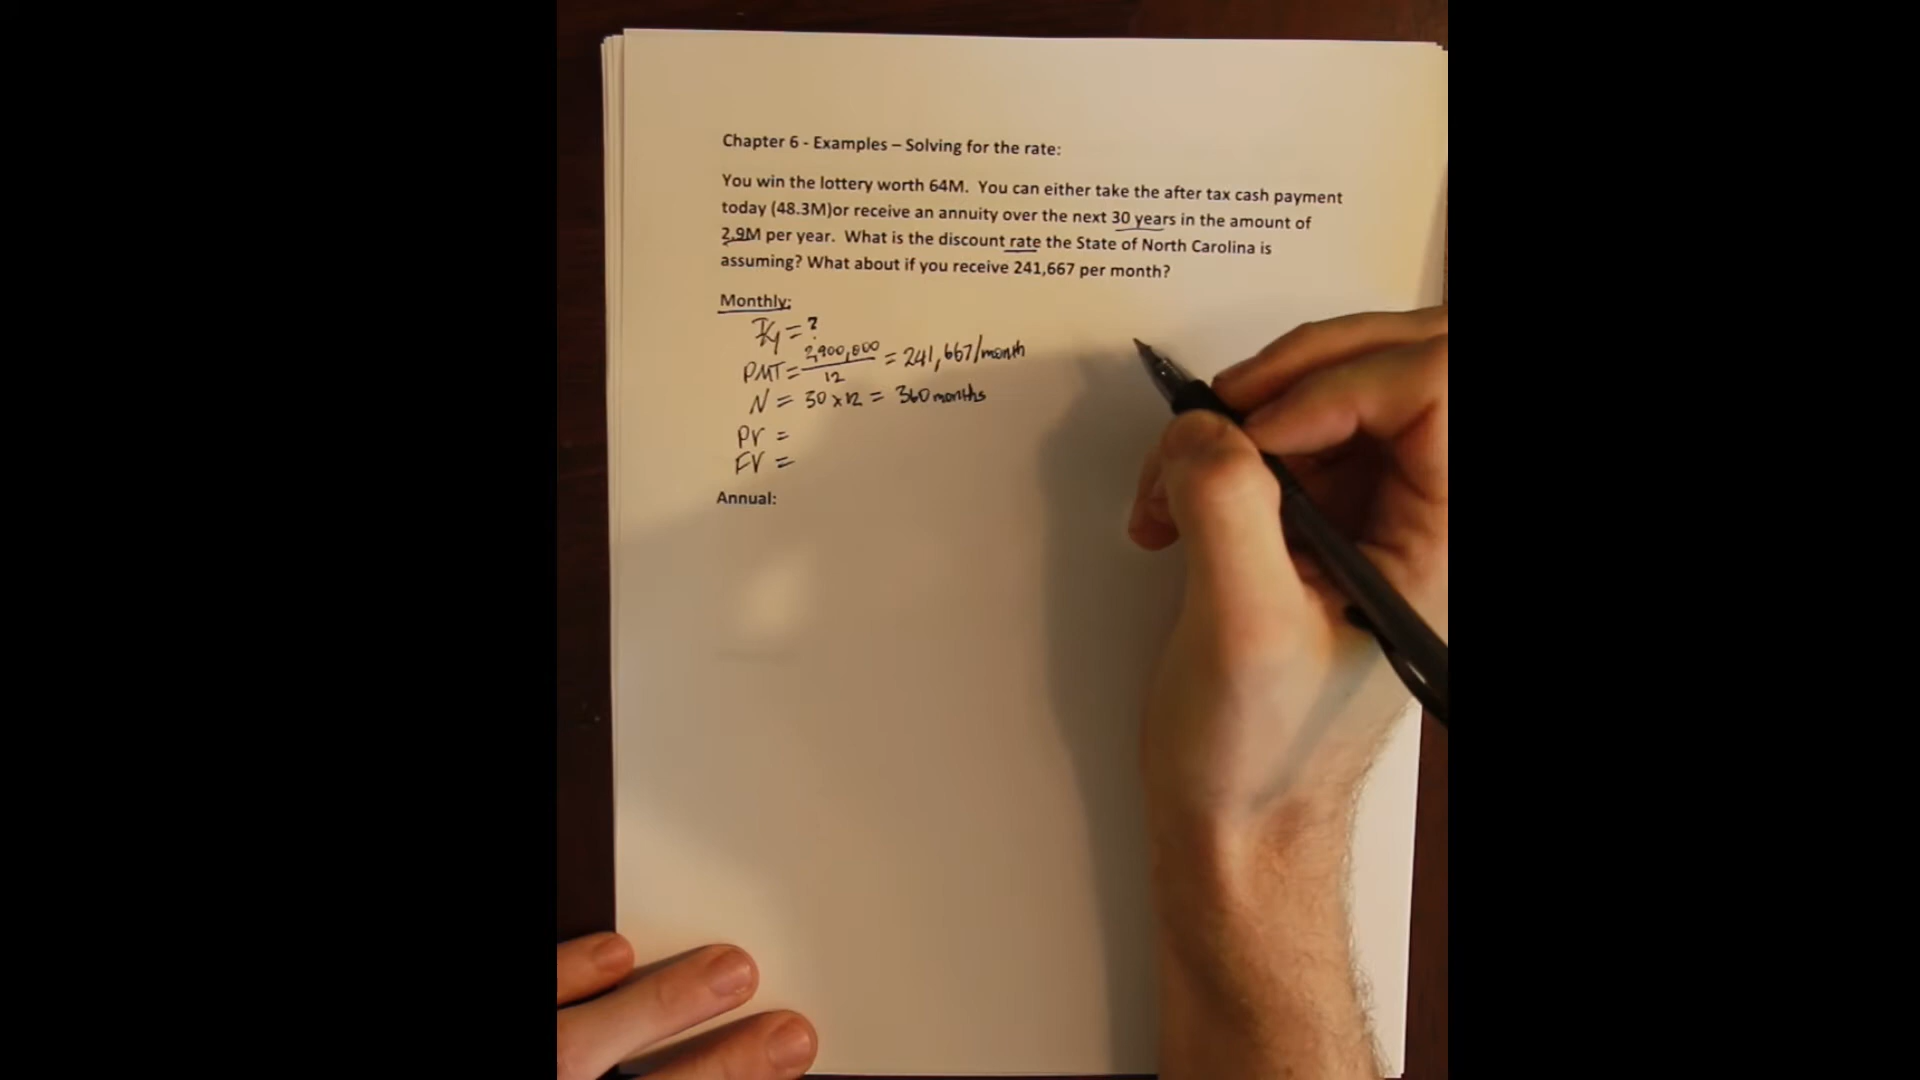 Chapter 6 - Examples – Solving for the rate:
You win the lottery worth 64M. You can either take the after tax cash payment
today (48.3M)or receive an annuity over the next 30 years in the amount of
2.9M per year. What is the discount rate the State of North Carolina is
assuming? What about if you receive 241,667 per month?
Monthly:
I/Y = ?
PMT = 2,900,000 / 12 = 241,667/month
N = 30 x 12 = 360 months
PV =
FV =
Annual: